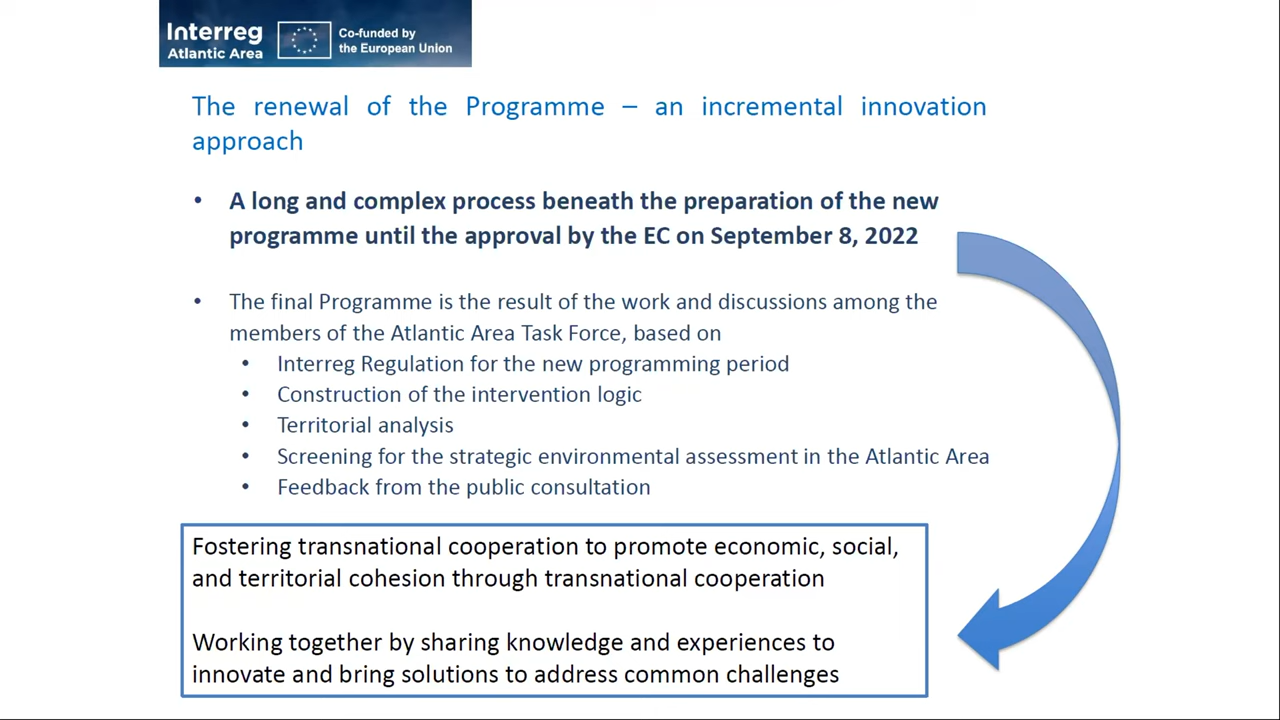 Interreg
Atlantic Area
Co-funded by
the European Union
The renewal of the Programme – an incremental innovation
approach
• A long and complex process beneath the preparation of the new
programme until the approval by the EC on September 8, 2022
• The final Programme is the result of the work and discussions among the
members of the Atlantic Area Task Force, based on
• Interreg Regulation for the new programming period
• Construction of the intervention logic
• Territorial analysis
• Screening for the strategic environmental assessment in the Atlantic Area
• Feedback from the public consultation
Fostering transnational cooperation to promote economic, social,
and territorial cohesion through transnational cooperation
Working together by sharing knowledge and experiences to
innovate and bring solutions to address common challenges